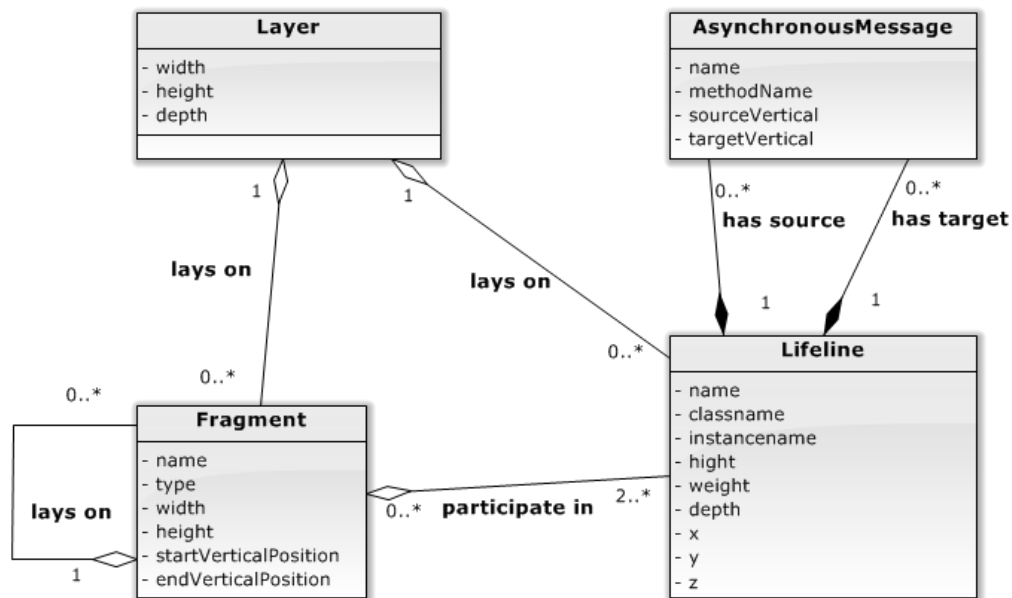 Layer
- width
- height
- depth
AsynchronousMessage
- name
- methodName
- sourceVertical
- targetVertical
1
1
0..*
0..*
has source
has target
lays on
lays on
1
1
0..*
0..*
0..*
Fragment
- name
- type
- width
- height
- startVerticalPosition
- endVerticalPosition
lays on
1
0..*
participate in
2..*
Lifeline
- name
- classname
- instancename
- hight
- weight
- depth
- x
- y
- z